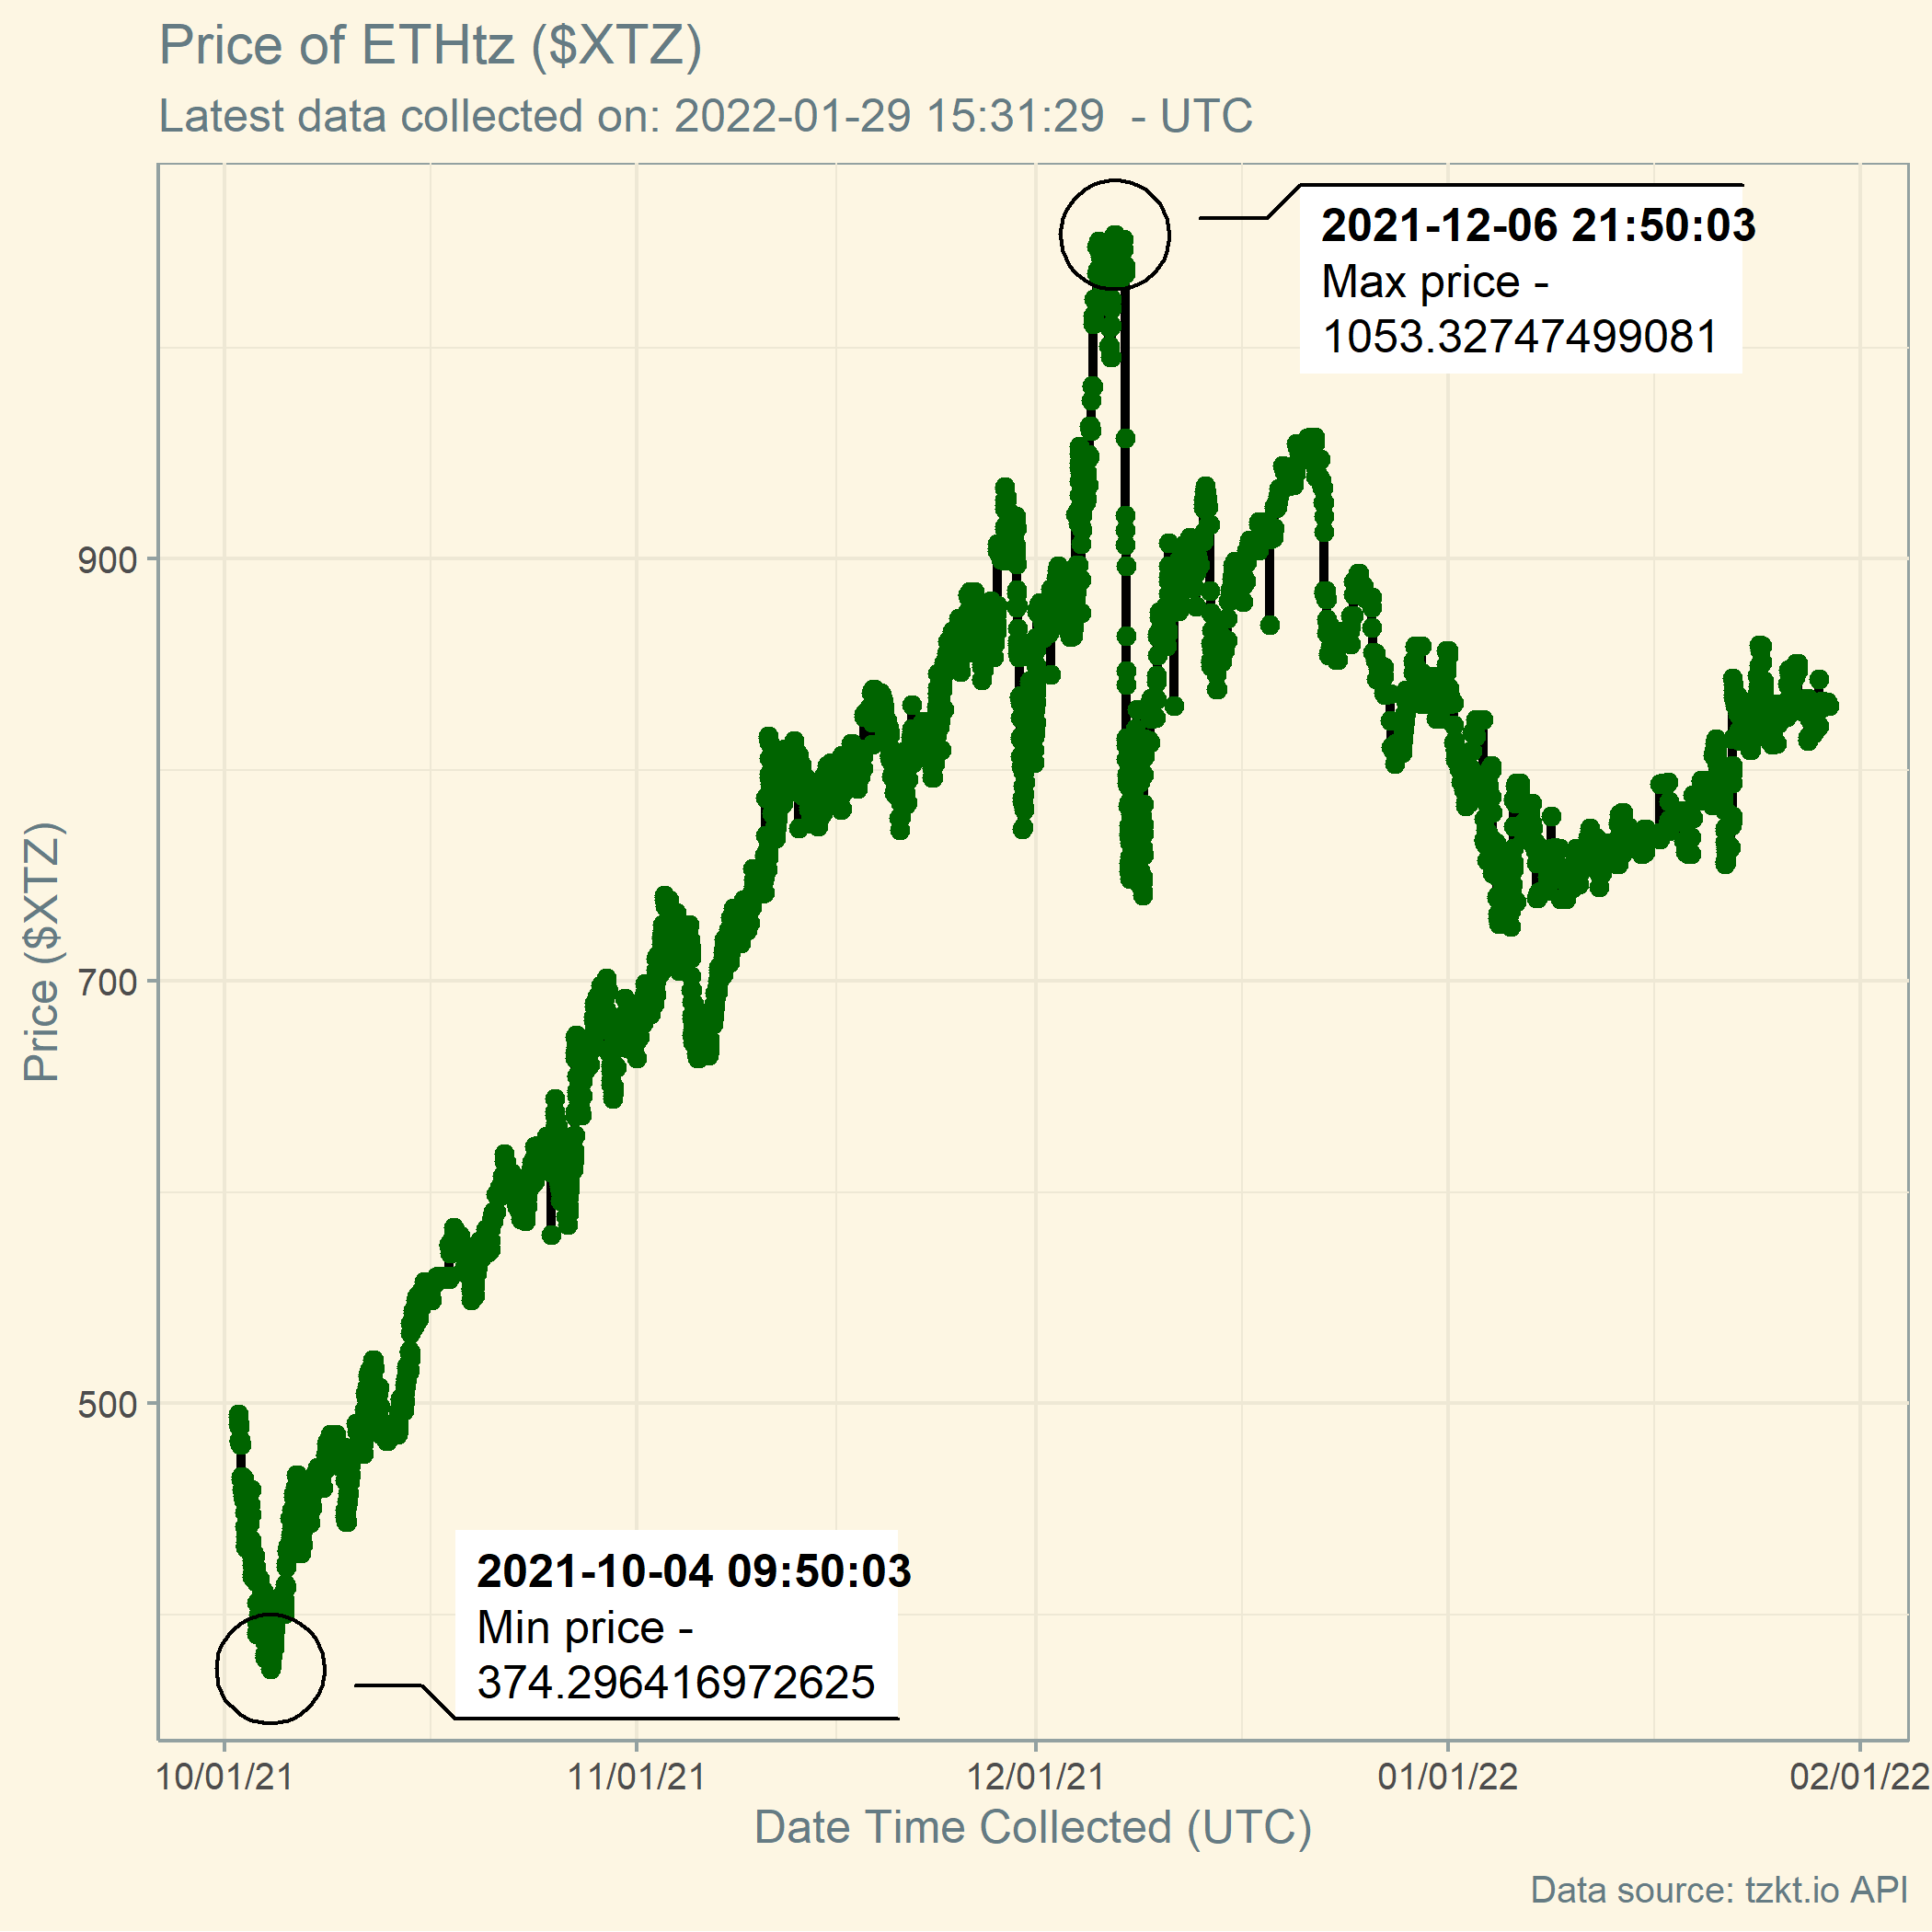 Price of ETHtz ($XTZ)
Latest data collected on: 2022-01-29 15:31:29  - UTC
2021-12-06 21:50:03
Max price -
1053.32747499081
900
700
500
Price ($XTZ)
2021-10-04 09:50:03
Min price -
374.296416972625
10/01/21
11/01/21
12/01/21
01/01/22
02/01/22
Date Time Collected (UTC)
Data source: tzkt.io API